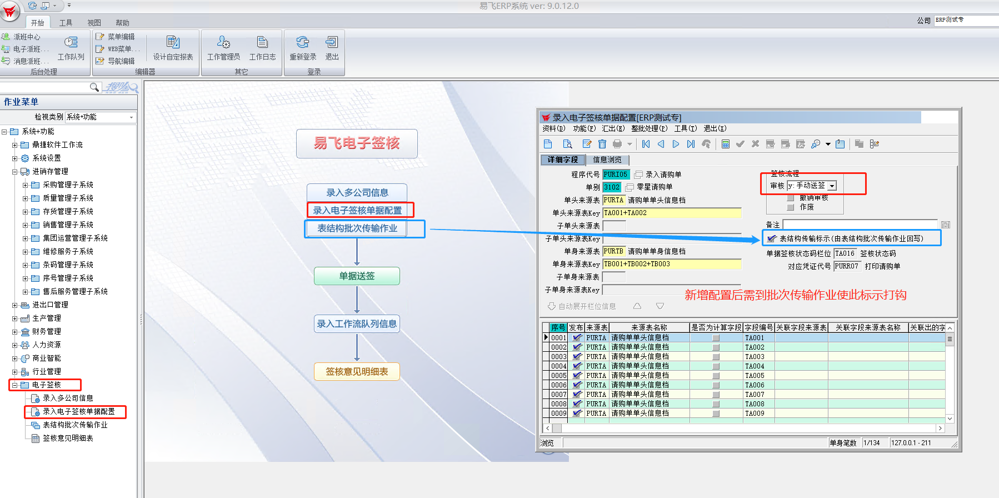 易飞ERP系统 ver: 9.0.12.0
开始 工具 视图 帮助
公司 ERP测试专
派班中心
电子派班...
消息派班...
工作队列
后台处理
菜单编辑
WEB菜单...
导航编辑
设计自定报表
编辑器
工作管理员 工作日志
其它
重新登录 退出
登录
搜啥
作业菜单
检视类别 系统+功能
系统+功能
鼎捷软件工作流
系统设置
进销存管理
采购管理子系统
质量管理子系统
存货管理子系统
销售管理子系统
集团运营管理子系统
维修服务子系统
条码管理子系统
序号管理子系统
售后服务管理子系统
进出口管理
生产管理
财务管理
人力资源
商业智能
行业管理
电子签核
录入多公司信息
录入电子签核单据配置
表结构批次传输作业
签核意见明细表
易飞电子签核
录入多公司信息
录入电子签核单据配置
表结构批次传输作业
单据送签
录入工作流队列信息
签核意见明细表
录入电子签核单据配置[ERP测试专]
资料(D) 功能(F) 汇出(E) 整批处理(P) 工具(T) 退出(X)
详细字段 信息浏览
程序代号 PURI05 录入请购单
单别 3102 零星请购单
单头来源表 PURTA 请购单单头信息档
单头来源表Key TA001+TA002
子单头来源表
子单头来源表Key
单身来源表 PURTB 请购单单身信息档
单身来源表Key TB001+TB002+TB003
子单身来源表
子单身来源表Key
自动展开栏位信息
签核流程
审核 y:手动送签
撤销审核
作废
备注
表结构传输标示(由表结构批次传输作业回写)
单据签核状态码栏位 TA016 签核状态码
对应凭证代号 PURR07 打印请购单
新增配置后需到批次传输作业使此标示打钩
序号 发布 来源表 来源表名称 是否为计算字段 字段编号 关联字段来源表 关联字段来源表名称 关联出的字
0001 PURTA 请购单单头信息档 TA001
0002 PURTA 请购单单头信息档 TA002
0003 PURTA 请购单单头信息档 TA003
0004 PURTA 请购单单头信息档 TA004
0005 PURTA 请购单单头信息档 TA005
0006 PURTA 请购单单头信息档 TA006
0007 PURTA 请购单单头信息档 TA007
0008 PURTA 请购单单头信息档 TA008
0009 PURTA 请购单单头信息档 TA009
浏览 单身笔数 1/134 127.0.0.1 - 211